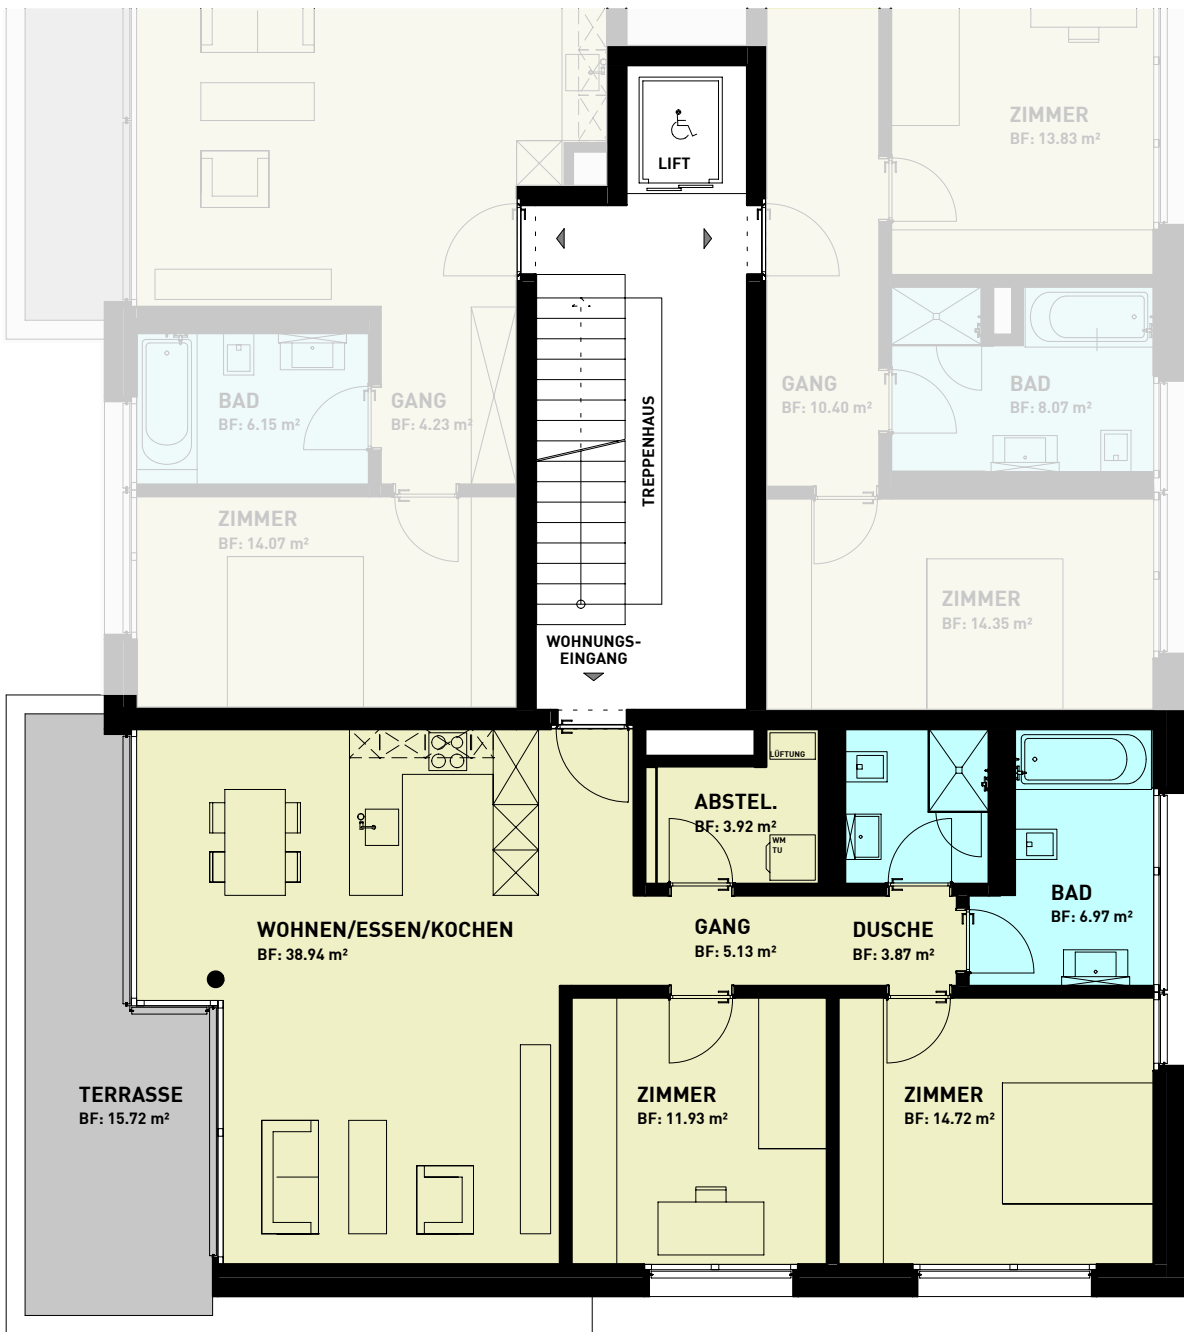 ZIMMER
BF: 13.83 m²
LIFT
BAD
BF: 6.15 m²
GANG
BF: 4.23 m²
TREPPENHAUS
GANG
BF: 10.40 m²
BAD
BF: 8.07 m²
ZIMMER
BF: 14.07 m²
ZIMMER
BF: 14.35 m²
WOHNUNGS-
EINGANG
LÜFTUNG
ABSTEL.
BF: 3.92 m²
WM
TU
WOHNEN/ESSEN/KOCHEN
BF: 38.94 m²
GANG
BF: 5.13 m²
DUSCHE
BF: 3.87 m²
BAD
BF: 6.97 m²
TERRASSE
BF: 15.72 m²
ZIMMER
BF: 11.93 m²
ZIMMER
BF: 14.72 m²